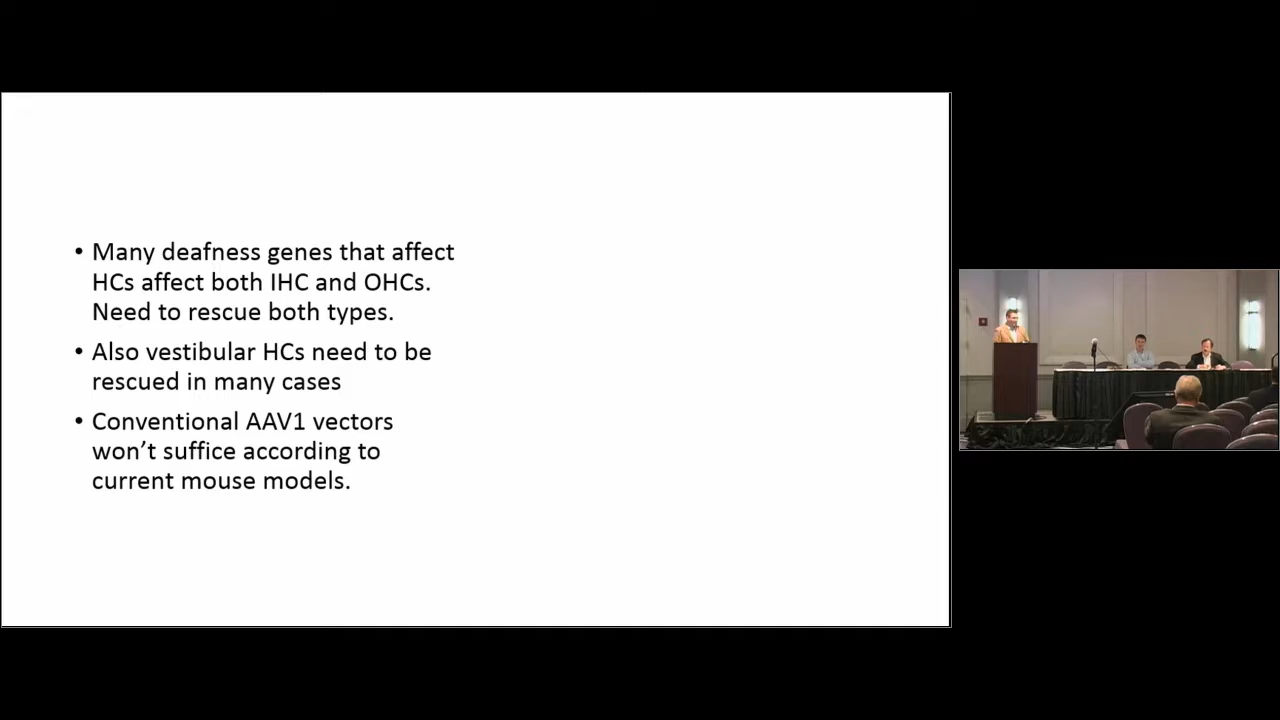 • Many deafness genes that affect
HCs affect both IHC and OHCs.
Need to rescue both types.
• Also vestibular HCs need to be
rescued in many cases
• Conventional AAV1 vectors
won’t suffice according to
current mouse models.